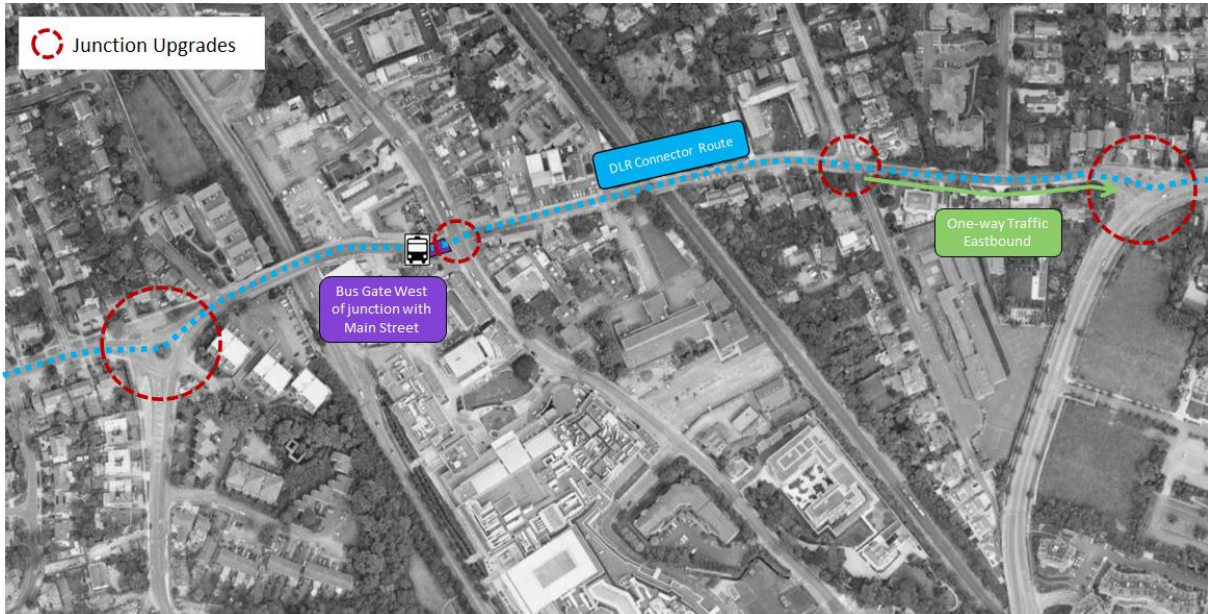 Junction Upgrades
DLR Connector Route
One-way Traffic
Eastbound
Bus Gate West
of junction with
Main Street